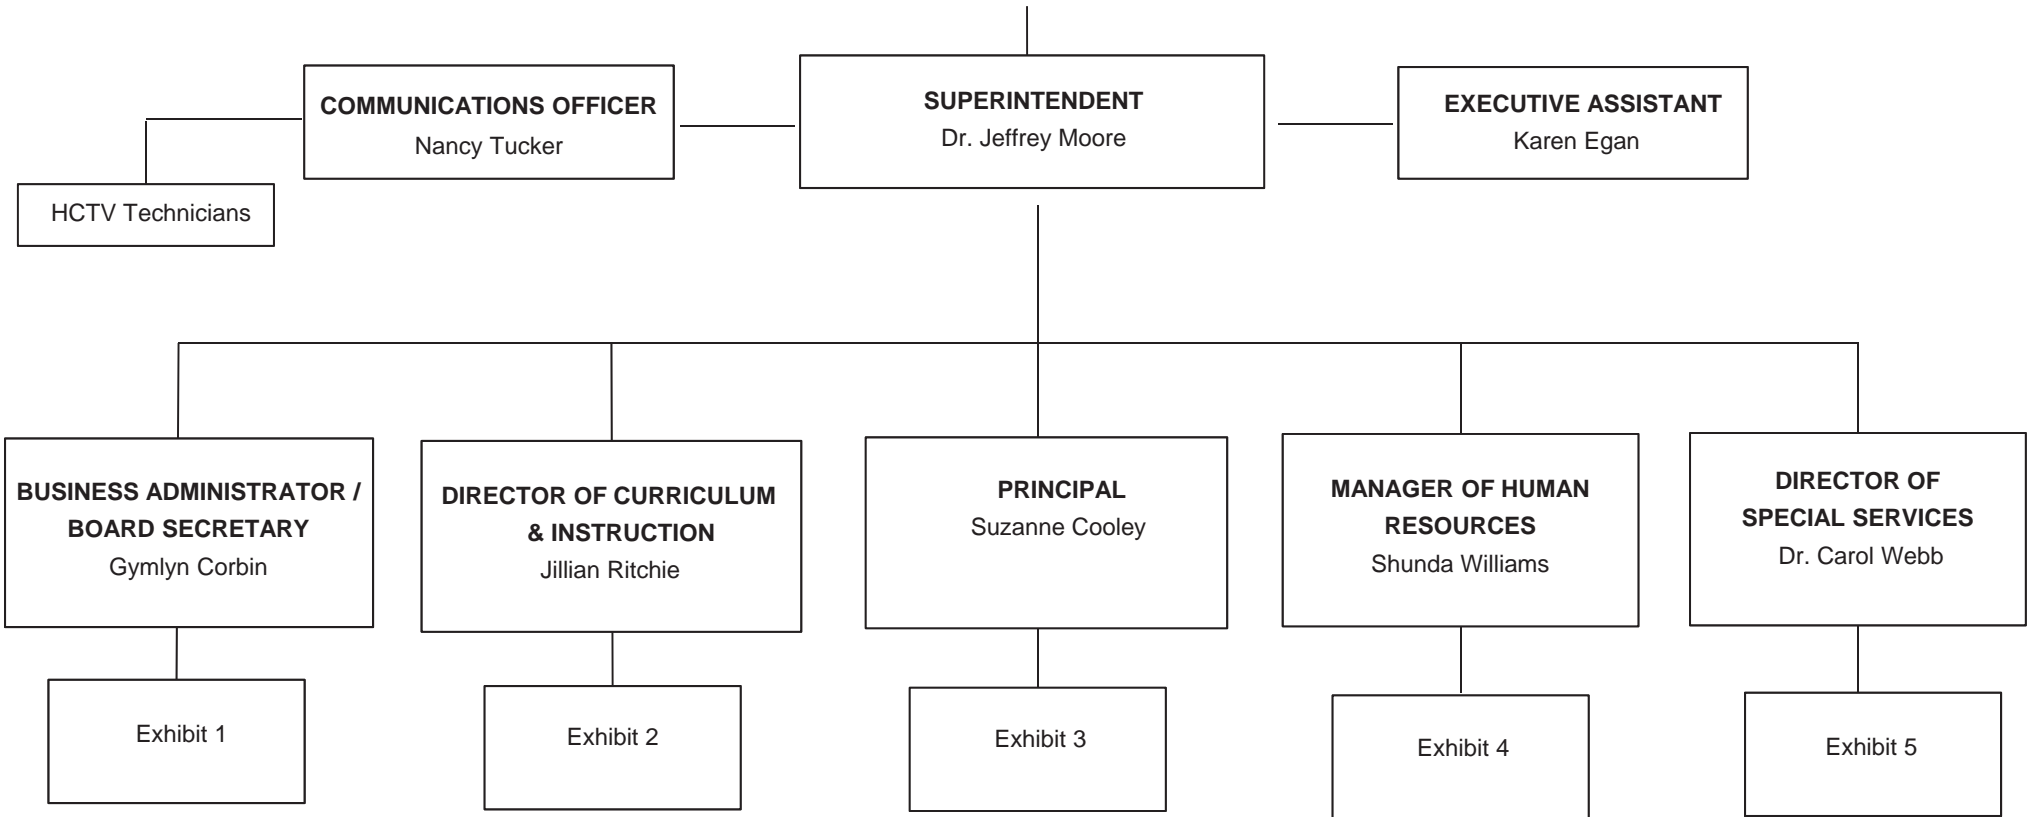 COMMUNICATIONS OFFICER
Nancy Tucker
SUPERINTENDENT
Dr. Jeffrey Moore
EXECUTIVE ASSISTANT
Karen Egan
HCTV Technicians
BUSINESS ADMINISTRATOR /
BOARD SECRETARY
Gymlyn Corbin
DIRECTOR OF CURRICULUM
& INSTRUCTION
Jillian Ritchie
PRINCIPAL
Suzanne Cooley
MANAGER OF HUMAN
RESOURCES
Shunda Williams
DIRECTOR OF
SPECIAL SERVICES
Dr. Carol Webb
Exhibit 1
Exhibit 2
Exhibit 3
Exhibit 4
Exhibit 5